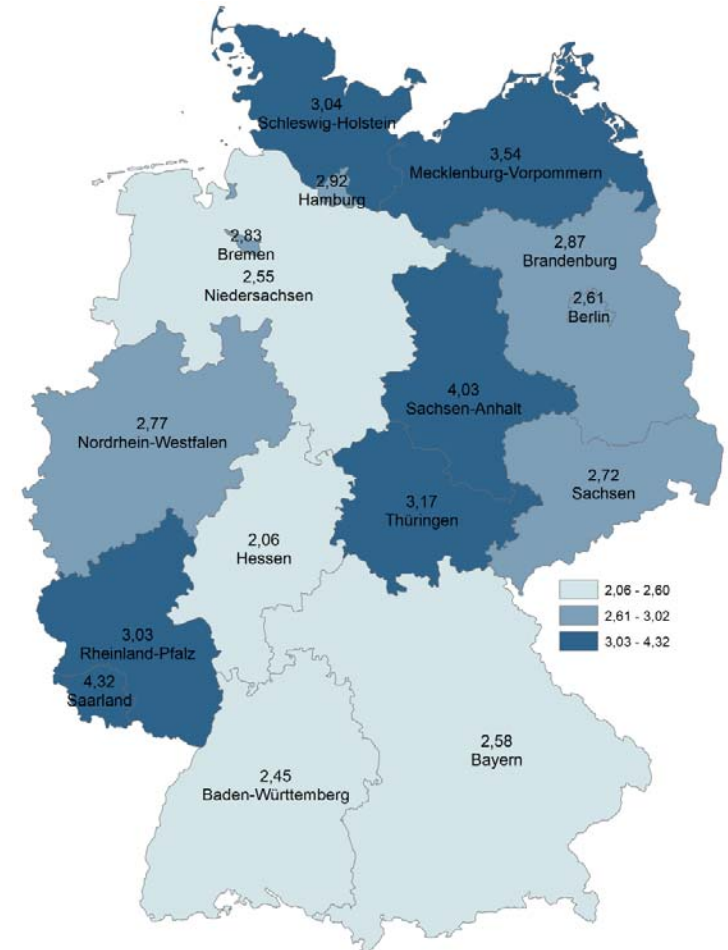 3,04
Schleswig-Holstein
3,54
Mecklenburg-Vorpommern
2,92
Hamburg
2,83
Bremen
2,55
Niedersachsen
2,87
Brandenburg
2,61
Berlin
4,03
Sachsen-Anhalt
2,77
Nordrhein-Westfalen
2,72
Sachsen
3,17
Thüringen
2,06
Hessen
2,06 - 2,60
2,61 - 3,02
3,03 - 4,32
3,03
Rheinland-Pfalz
4,32
Saarland
2,58
Bayern
2,45
Baden-Württemberg